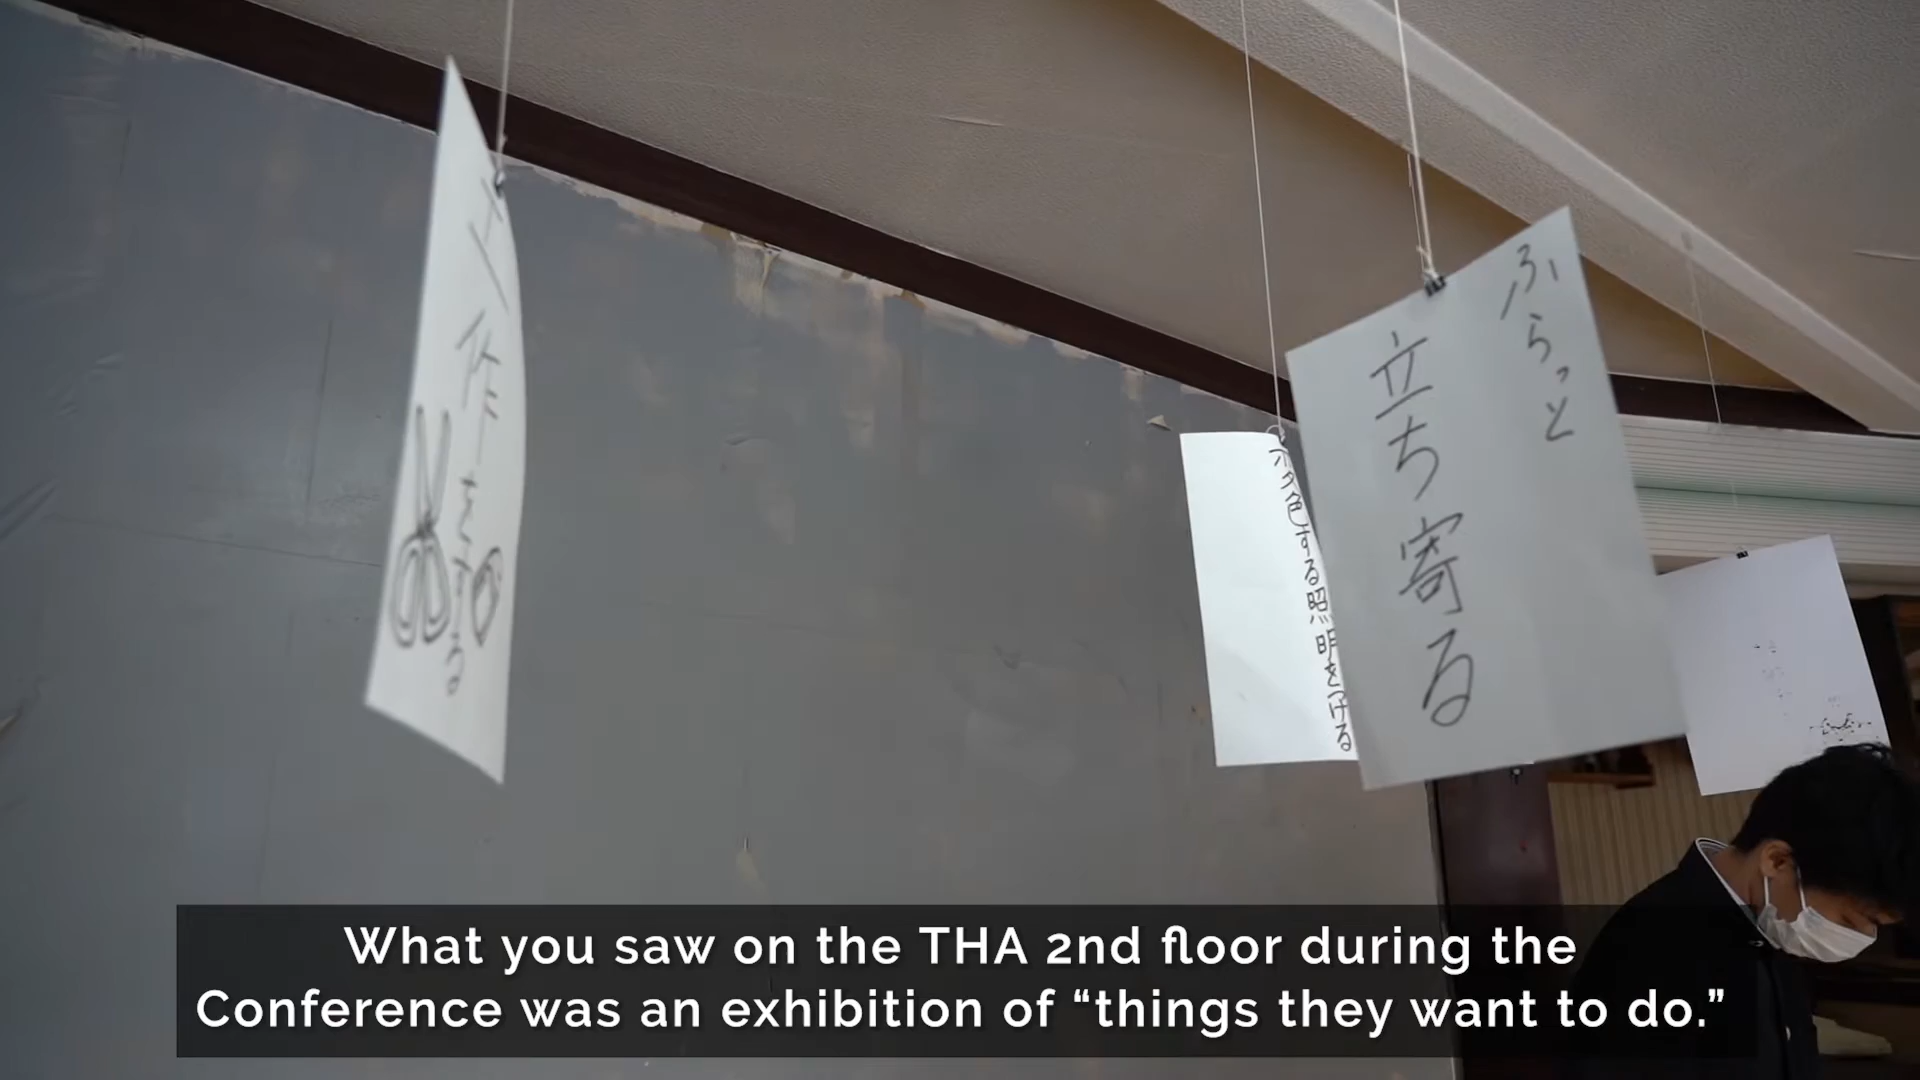 工作をする
ふらっと
立ち寄る
変色する照明をつける
What you saw on the THA 2nd floor during the
Conference was an exhibition of “things they want to do.”